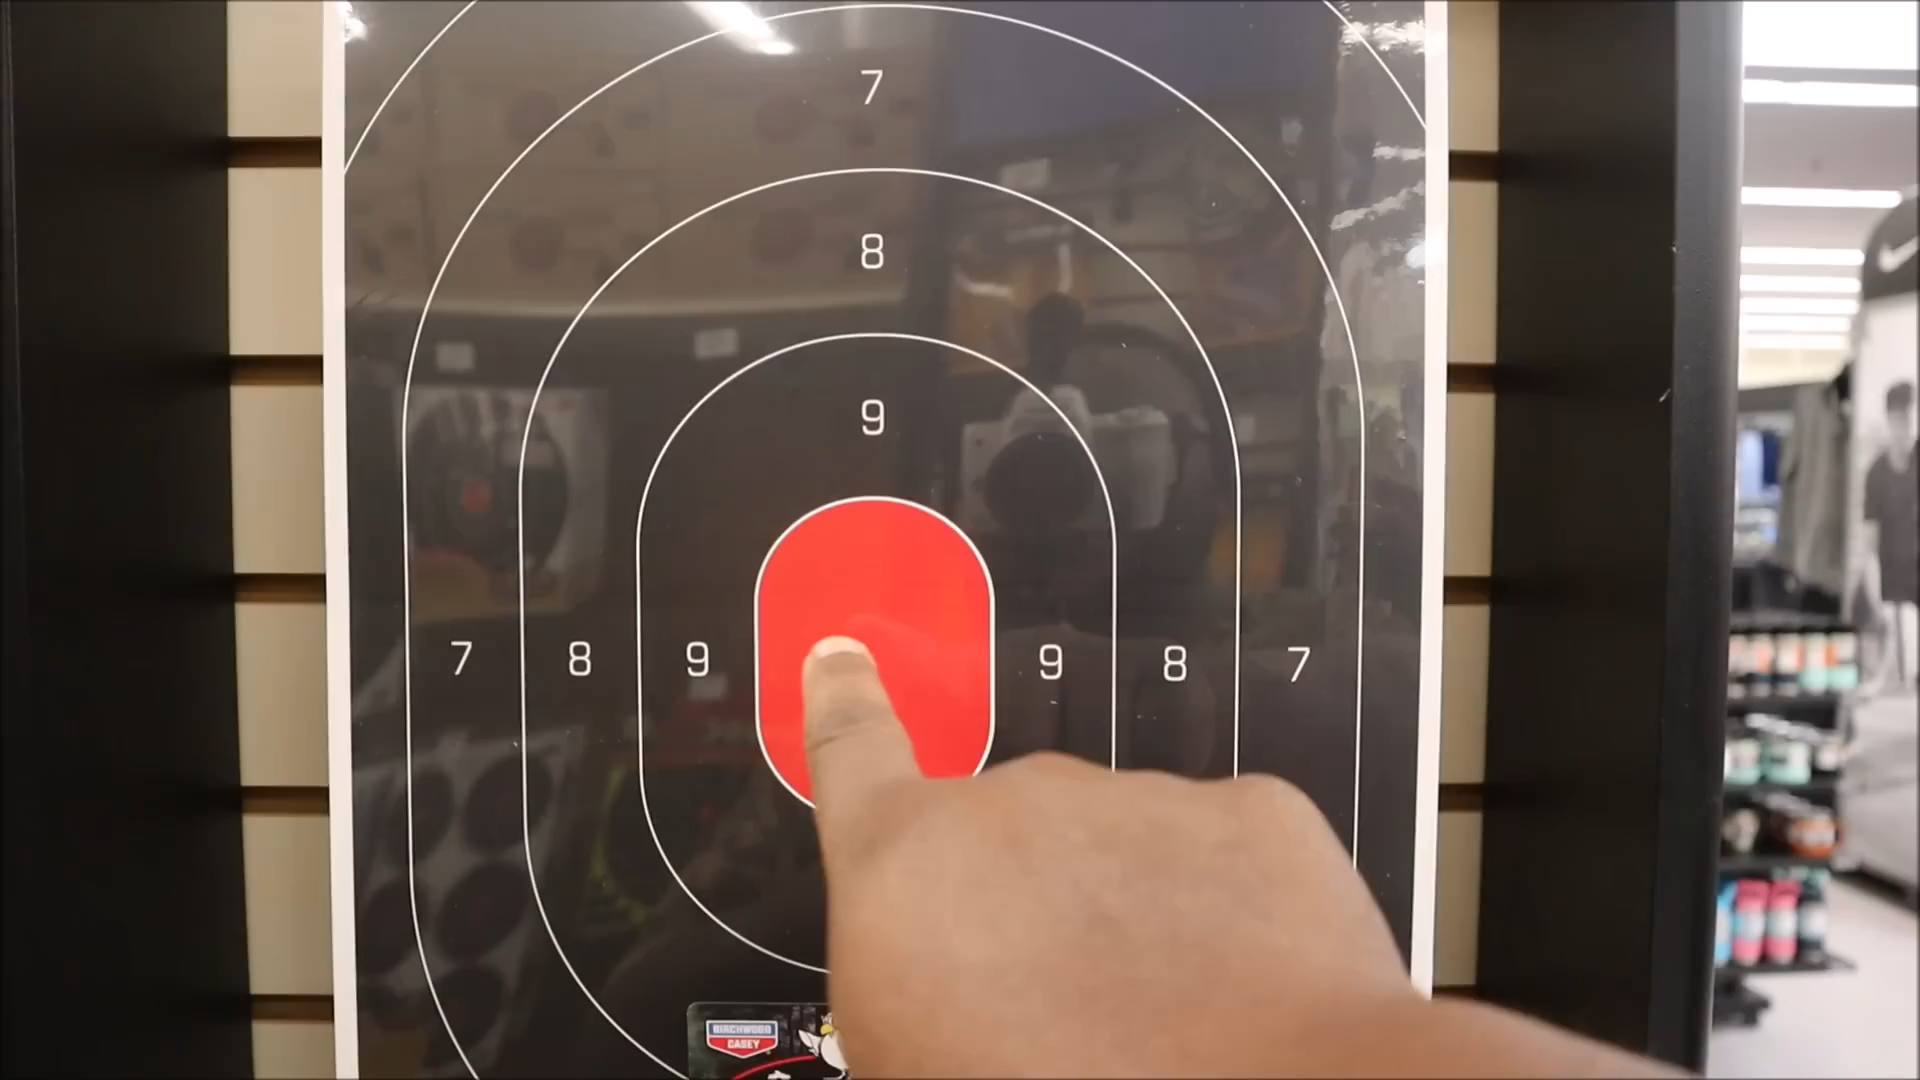 7
8
9
7 8 9 9 8 7
BIRCHWOOD
CASEY